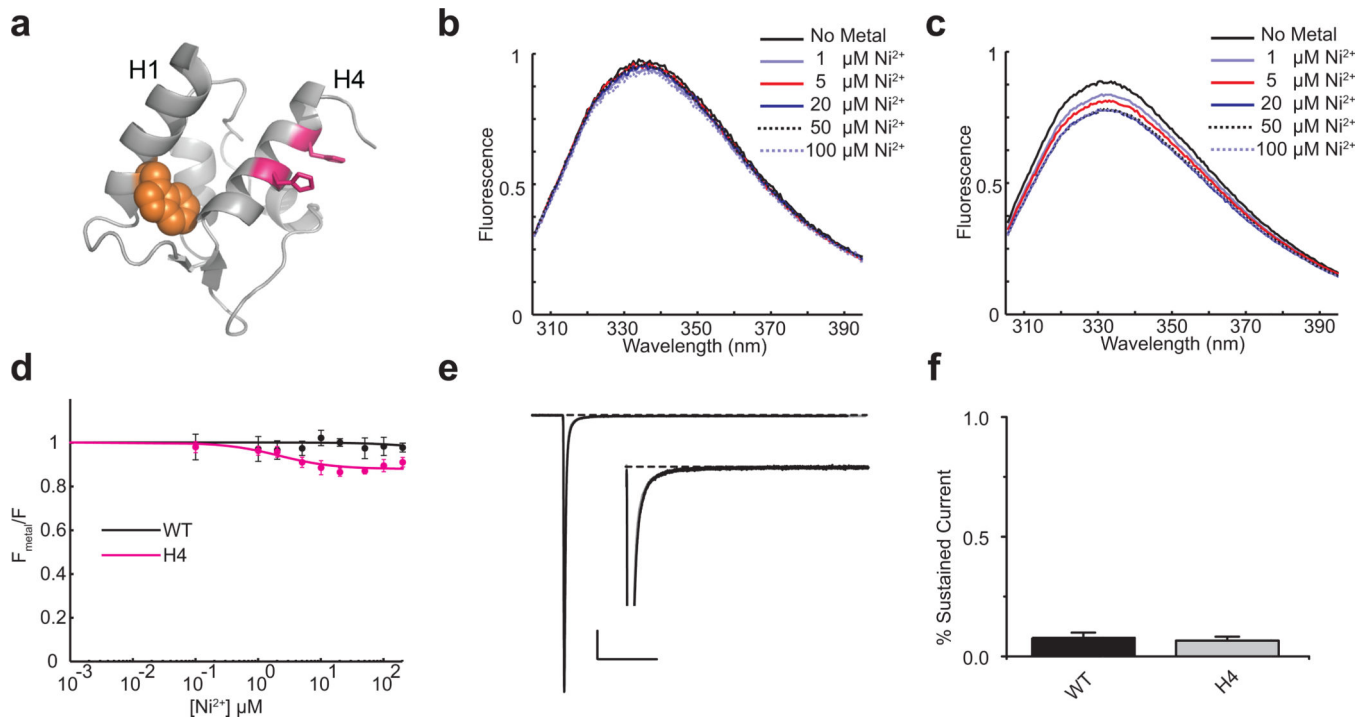 a
H1
H4
b
No Metal
1 µM Ni²⁺
5 µM Ni²⁺
20 µM Ni²⁺
50 µM Ni²⁺
100 µM Ni²⁺
1
0.5
0
Fluorescence
310 330 350 370 390
Wavelength (nm)
c
No Metal
1 µM Ni²⁺
5 µM Ni²⁺
20 µM Ni²⁺
50 µM Ni²⁺
100 µM Ni²⁺
1
0.5
0
Fluorescence
310 330 350 370 390
Wavelength (nm)
d
1
0.8
0.6
0.4
0.2
0
Fmetal/F
WT
H4
10⁻³ 10⁻² 10⁻¹ 10⁰ 10¹ 10²
[Ni²⁺] µM
e
f
1.0
0.5
0.0
% Sustained Current
WT
H4